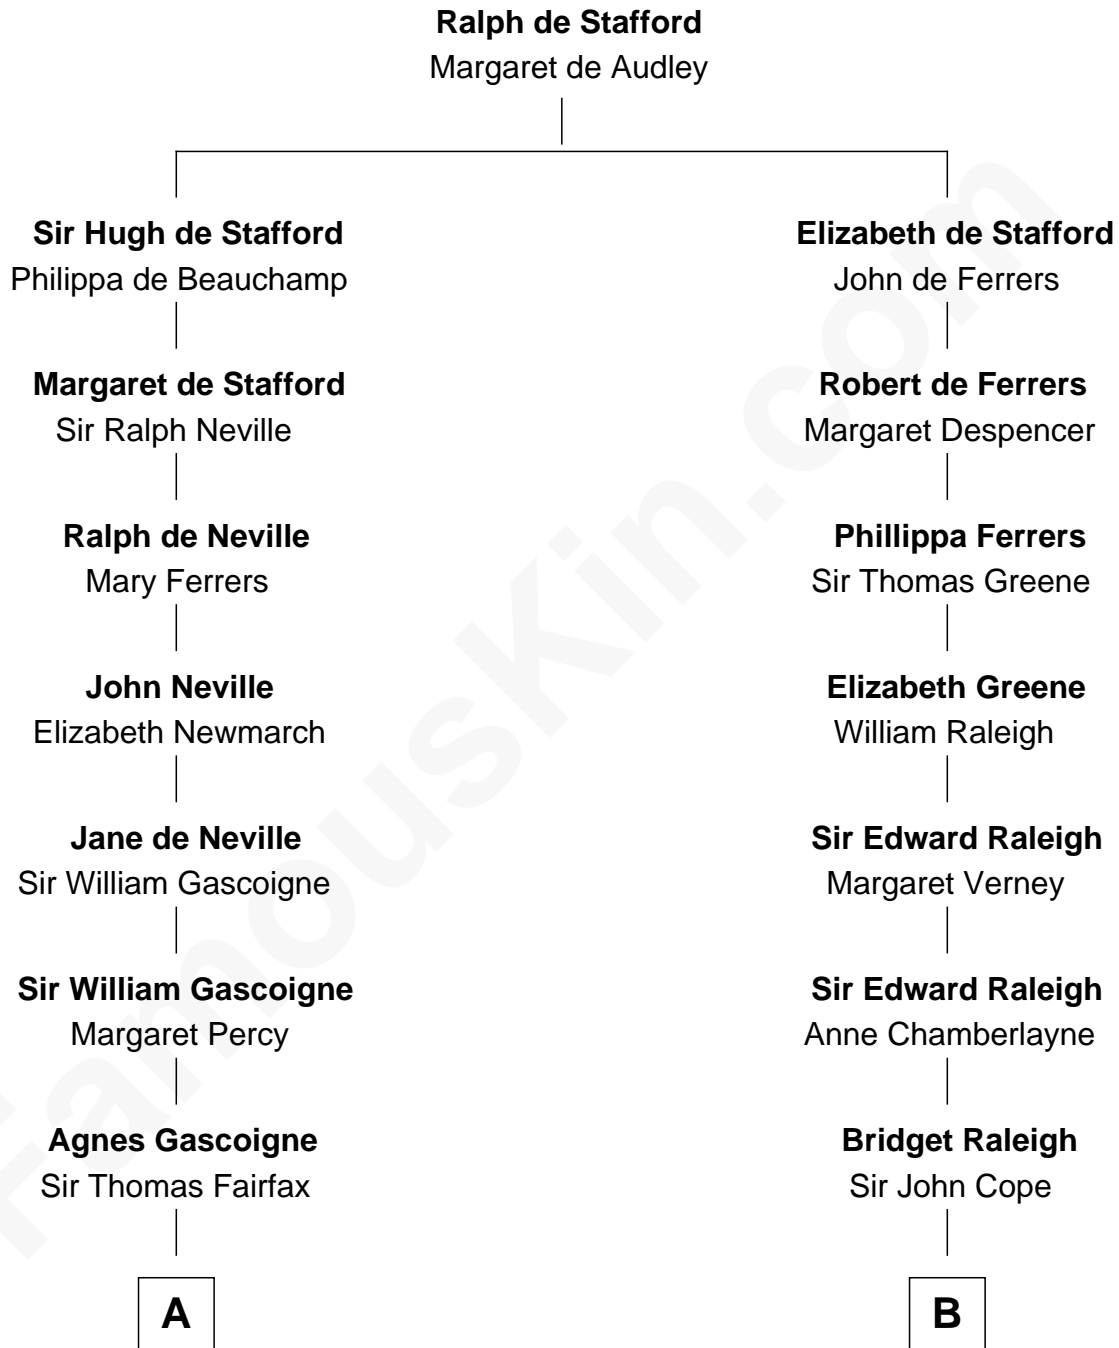 Ralph de Stafford
Margaret de Audley
Sir Hugh de Stafford
Philippa de Beauchamp
Elizabeth de Stafford
John de Ferrers
Margaret de Stafford
Sir Ralph Neville
Robert de Ferrers
Margaret Despencer
Ralph de Neville
Mary Ferrers
Phillippa Ferrers
Sir Thomas Greene
John Neville
Elizabeth Newmarch
Elizabeth Greene
William Raleigh
Jane de Neville
Sir William Gascoigne
Sir Edward Raleigh
Margaret Verney
Sir William Gascoigne
Margaret Percy
Sir Edward Raleigh
Anne Chamberlayne
Agnes Gascoigne
Sir Thomas Fairfax
Bridget Raleigh
Sir John Cope
A
B
FamousKin.com